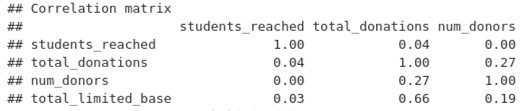 ## Correlation matrix
## students_reached total_donations num_donors
## students_reached 1.00 0.04 0.00
## total_donations 0.04 1.00 0.27
## num_donors 0.00 0.27 1.00
## total_limited_base 0.03 0.66 0.19